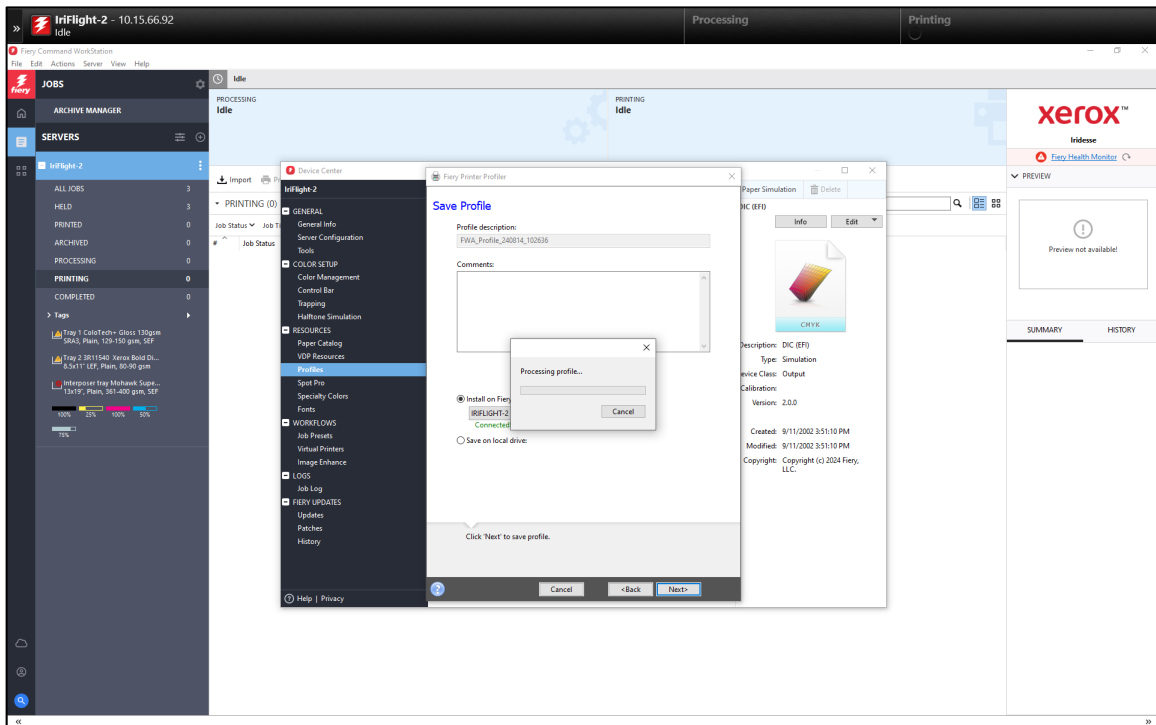 »
IriFlight-2 - 10.15.66.92
Idle
Processing
Printing
Fiery Command WorkStation
File Edit Actions Server View Help
fiery
JOBS
ARCHIVE MANAGER
SERVERS
IriFlight-2
ALL JOBS 3
HELD 3
PRINTED 0
ARCHIVED 0
PROCESSING 0
PRINTING 0
COMPLETED 0
Tags
Tray 1 ColoTech+ Gloss 130gsm
SRA3, Plain, 129-150 gsm, SEF
Tray 2 3R11540 Xerox Bold Di...
8.5x11" LEF, Plain, 80-90 gsm
Interposer tray Mohawk Supe...
13x19", Plain, 361-400 gsm, SEF
100% 25% 100% 50%
75%
Idle
PROCESSING
Idle
PRINTING
Idle
Import
PRINTING (0)
Job Status
# Job Status
Device Center
IriFlight-2
GENERAL
General Info
Server Configuration
Tools
COLOR SETUP
Color Management
Control Bar
Trapping
Halftone Simulation
RESOURCES
Paper Catalog
VDP Resources
Profiles
Spot Pro
Specialty Colors
Fonts
WORKFLOWS
Job Presets
Virtual Printers
Image Enhance
LOGS
Job Log
FIERY UPDATES
Updates
Patches
History
Help | Privacy
Fiery Printer Profiler
Save Profile
Profile description:
FWA_Profile_240814_102636
Comments:
Processing profile...
Cancel
Install on Fiery
IRIFLIGHT-2
Connected
Save on local drive:
Click 'Next' to save profile.
Cancel
<Back
Next>
Paper Simulation
Delete
DIC (EFI)
Info
Edit
CMYK
Description: DIC (EFI)
Type: Simulation
Device Class: Output
Calibration:
Version: 2.0.0
Created: 9/11/2002 3:51:10 PM
Modified: 9/11/2002 3:51:10 PM
Copyright: Copyright (c) 2024 Fiery,
LLC.
xerox™
Iridesse
Fiery Health Monitor
PREVIEW
Preview not available!
SUMMARY
HISTORY
«
»